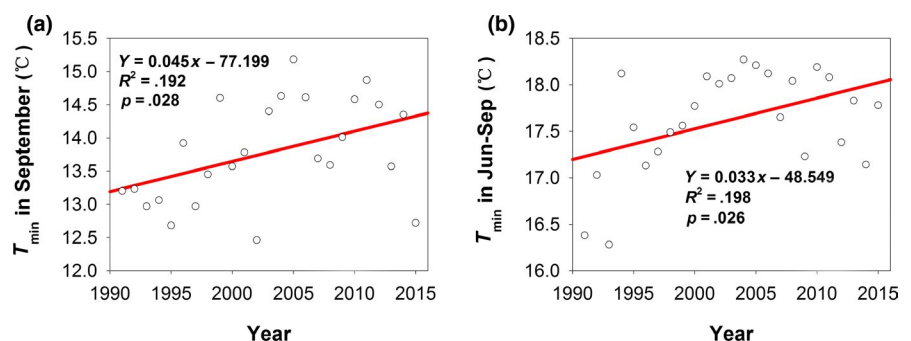 (a)
15.5
15.0
14.5
14.0
13.5
13.0
12.5
12.0
T min in September (℃)
Y = 0.045x − 77.199
R² = .192
p = .028
1990 1995 2000 2005 2010 2015
Year
(b)
18.5
18.0
17.5
17.0
16.5
16.0
T min in Jun-Sep (℃)
Y = 0.033x − 48.549
R² = .198
p = .026
1990 1995 2000 2005 2010 2015
Year